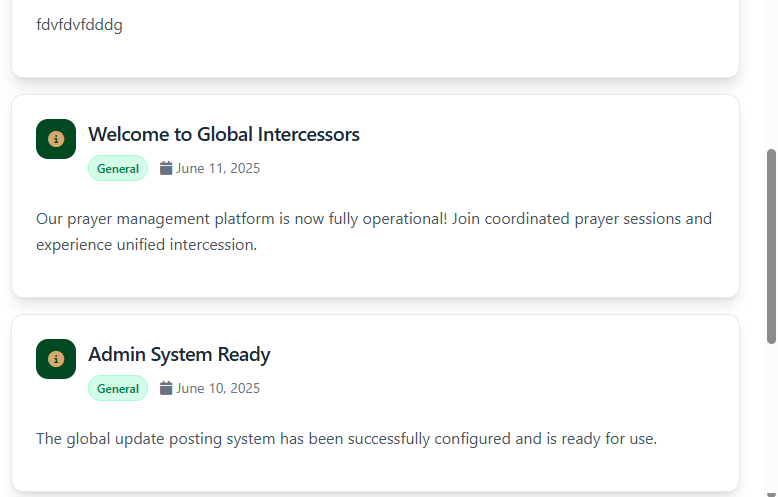 fdvfdvfdddg
Welcome to Global Intercessors
General June 11, 2025
Our prayer management platform is now fully operational! Join coordinated prayer sessions and
experience unified intercession.
Admin System Ready
General June 10, 2025
The global update posting system has been successfully configured and is ready for use.